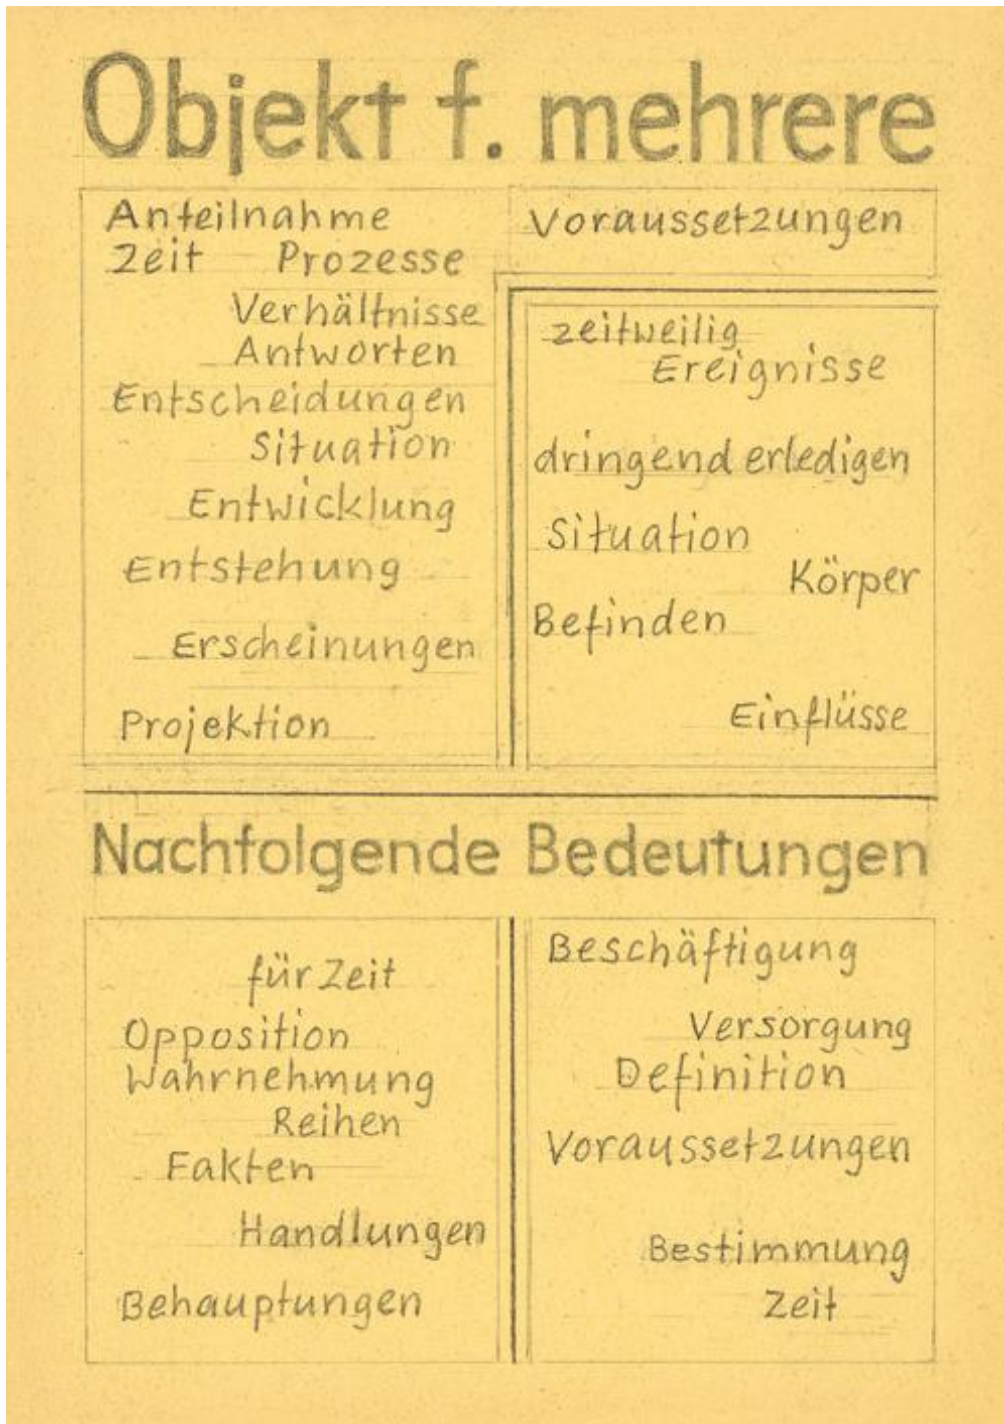 Objekt f. mehrere
Anteilnahme
Zeit Prozesse
Verhältnisse
Antworten
Entscheidungen
Situation
Entwicklung
Entstehung
Erscheinungen
Projektion
Voraussetzungen
zeitweilig
Ereignisse
dringend erledigen
Situation
Körper
Befinden
Einflüsse
Nachfolgende Bedeutungen
für Zeit
Opposition
Wahrnehmung
Reihen
Fakten
Handlungen
Behauptungen
Beschäftigung
Versorgung
Definition
Voraussetzungen
Bestimmung
Zeit